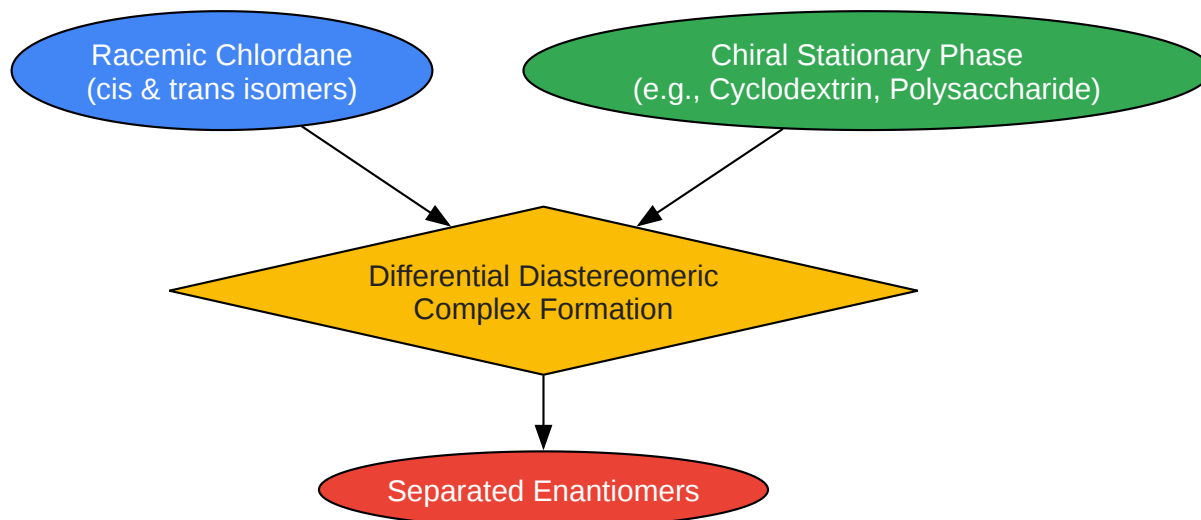 Racemic Chlordane
(cis & trans isomers)
Chiral Stationary Phase
(e.g., Cyclodextrin, Polysaccharide)
Differential Diastereomeric
Complex Formation
Separated Enantiomers